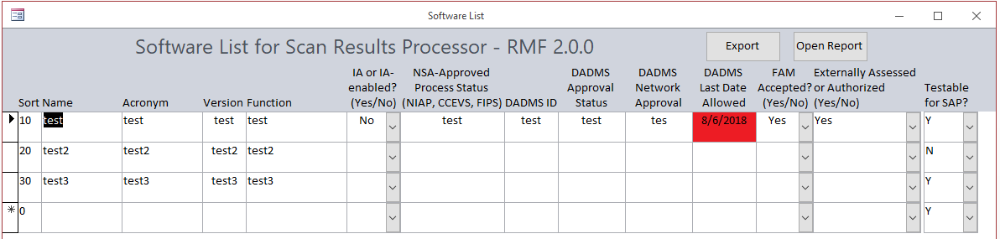 Software List
Software List for Scan Results Processor - RMF 2.0.0
Export
Open Report
Sort
Name
Acronym
Version
Function
IA or IA-
enabled?
(Yes/No)
NSA-Approved
Process Status
(NIAP, CCEVS, FIPS)
DADMS ID
DADMS
Approval
Status
DADMS
Network
Approval
DADMS
Last Date
Allowed
FAM
Accepted?
(Yes/No)
Externally Assessed
or Authorized
(Yes/No)
Testable
for SAP?
10 test test test test No test test test tes 8/6/2018 Yes Yes Y
20 test2 test2 test2 test2 N
30 test3 test3 test3 test3 Y
* 0 Y